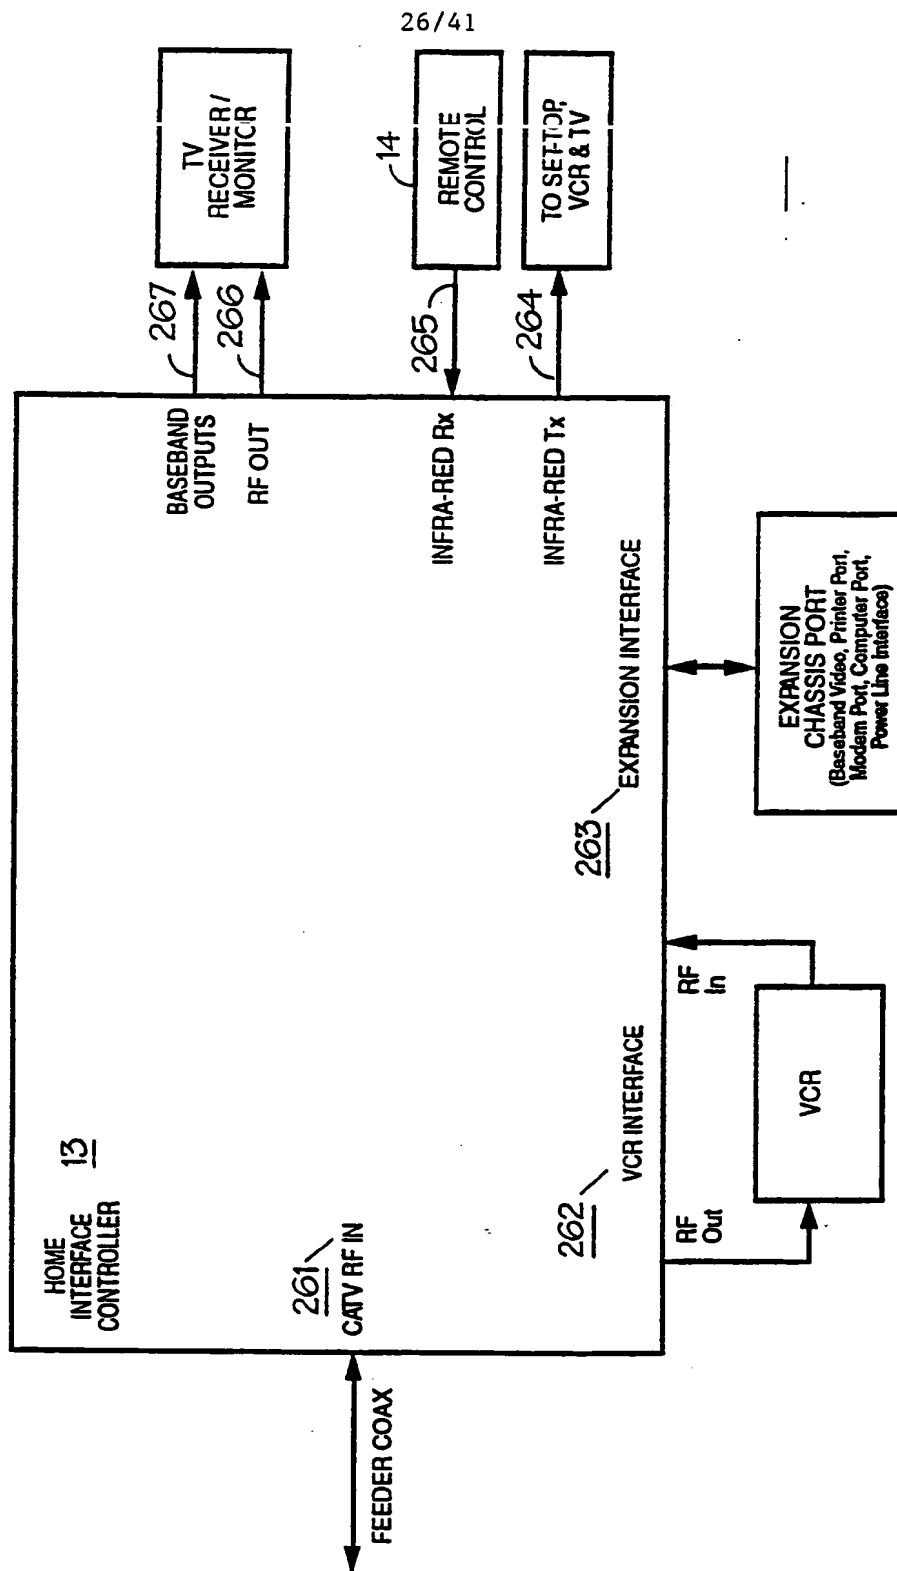 26/41
HOME
INTERFACE
CONTROLLER
13
261
CATV RF IN
FEEDER COAX
262
VCR INTERFACE
RF
Out
VCR
RF
In
263
EXPANSION INTERFACE
EXPANSION
CHASSIS PORT
(Baseband Video, Printer Port,
Modem Port, Computer Port,
Power Line Interface)
BASEBAND
OUTPUTS
267
RF OUT
266
TV
RECEIVER/
MONITOR
INFRA-RED Rx
265
14
REMOTE
CONTROL
INFRA-RED Tx
264
TO SET-TOP,
VCR & TV